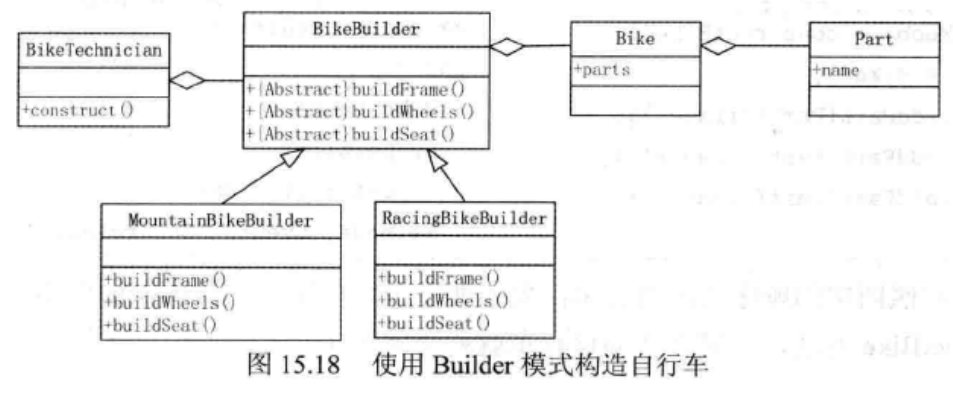 BikeTechnician
+construct()
BikeBuilder
+{Abstract}buildFrame()
+{Abstract}buildWheels()
+{Abstract}buildSeat()
Bike
+parts
Part
+name
MountainBikeBuilder
+buildFrame()
+buildWheels()
+buildSeat()
RacingBikeBuilder
+buildFrame()
+buildWheels()
+buildSeat()
图 15.18 使用 Builder 模式构造自行车